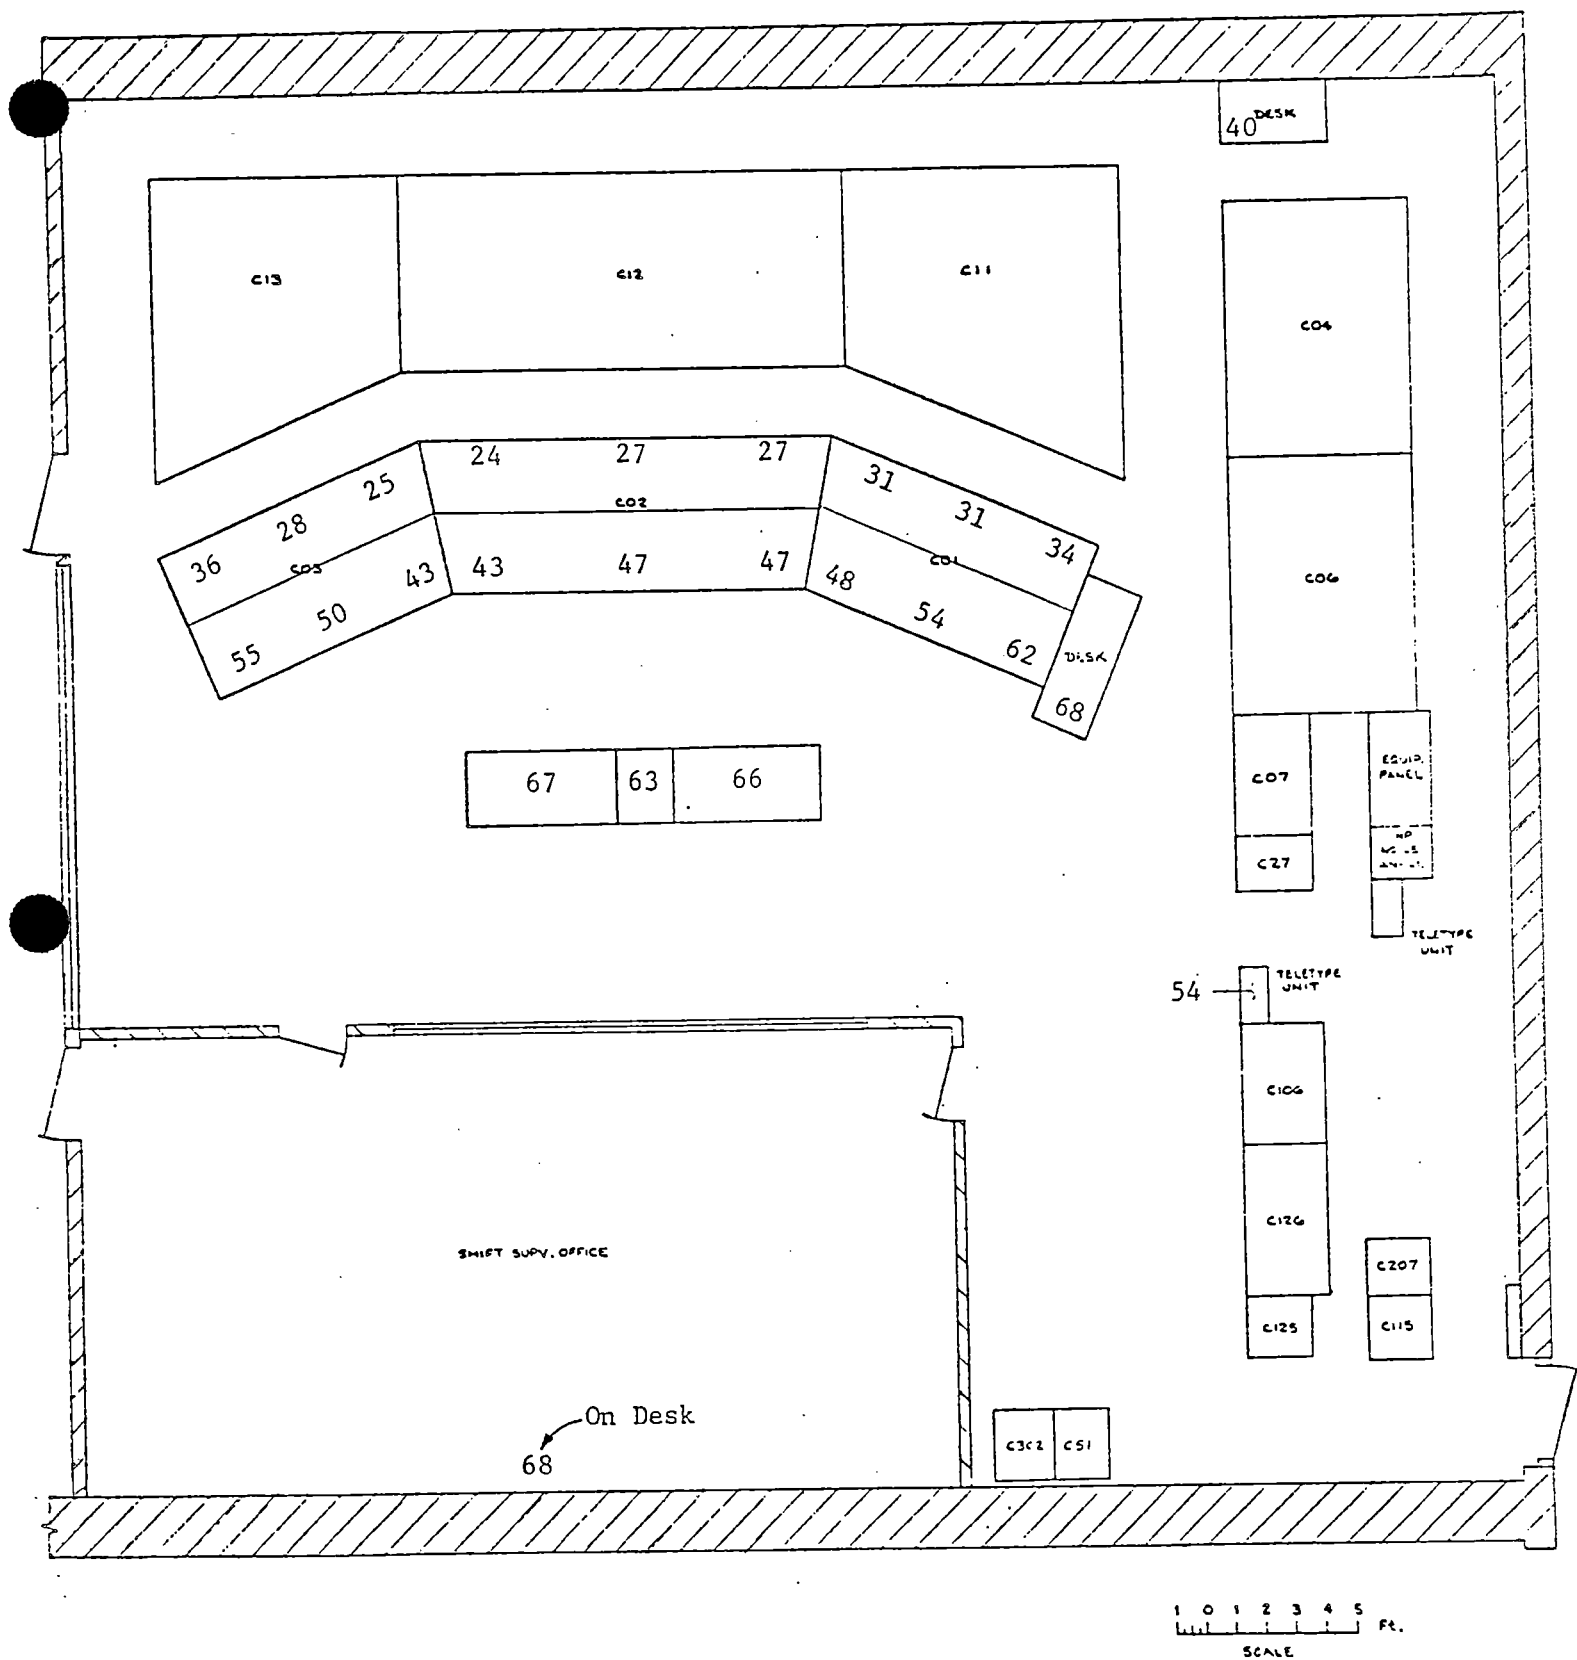 DESK
40
C13
C12
C11
C04
24 27 27
25
31
31
28
C02
34
36
C03
43
43 47 47
48
C01
C06
50
54
55
62
DESK
68
67 63 66
C07
EQUIP.
PANEL
C27
TELETYPE
UNIT
54
TELETYPE
UNIT
C106
C126
SHIFT SUPV. OFFICE
C207
C125
C115
On Desk
68
C51
1 0 1 2 3 4 5 Ft.
SCALE